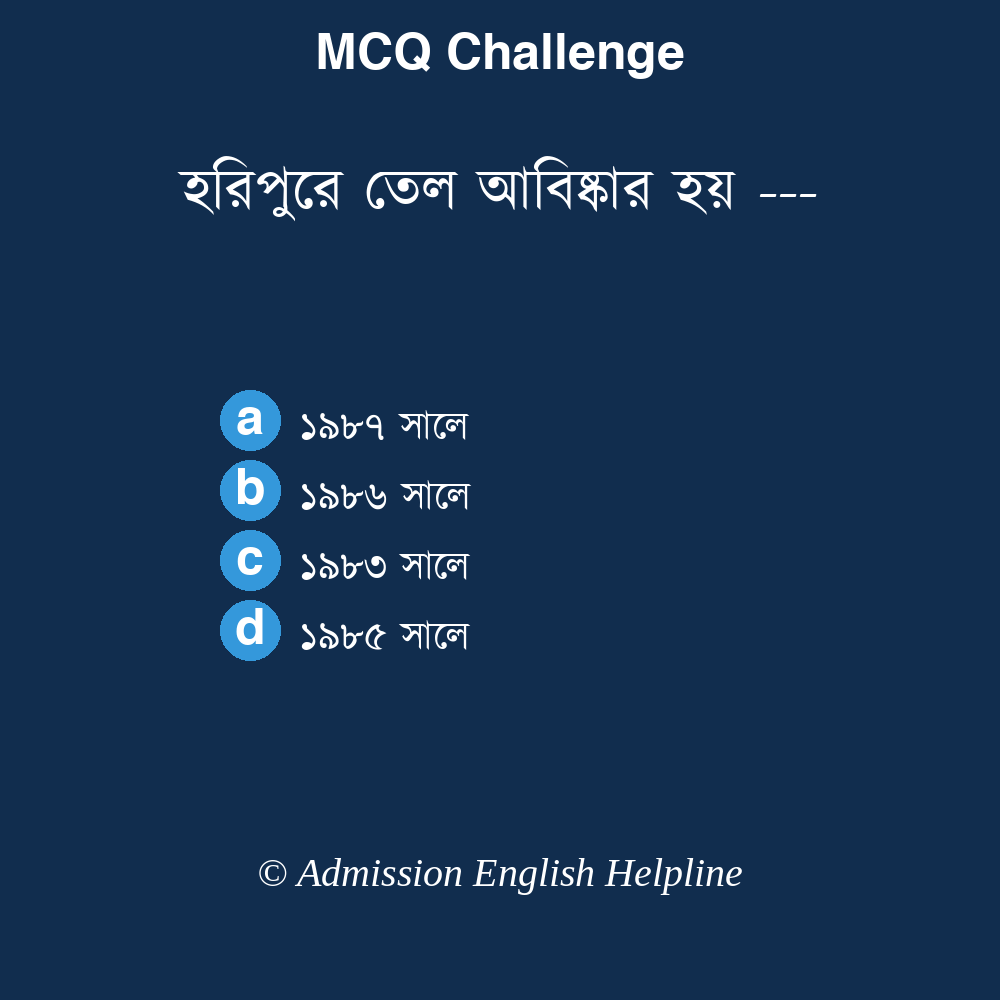 MCQ Challenge
হরিপুরে তেল আবিষ্কার হয় ---
a ১৯৮৭ সালে
b ১৯৮৬ সালে
c ১৯৮৩ সালে
d ১৯৮৫ সালে
© Admission English Helpline